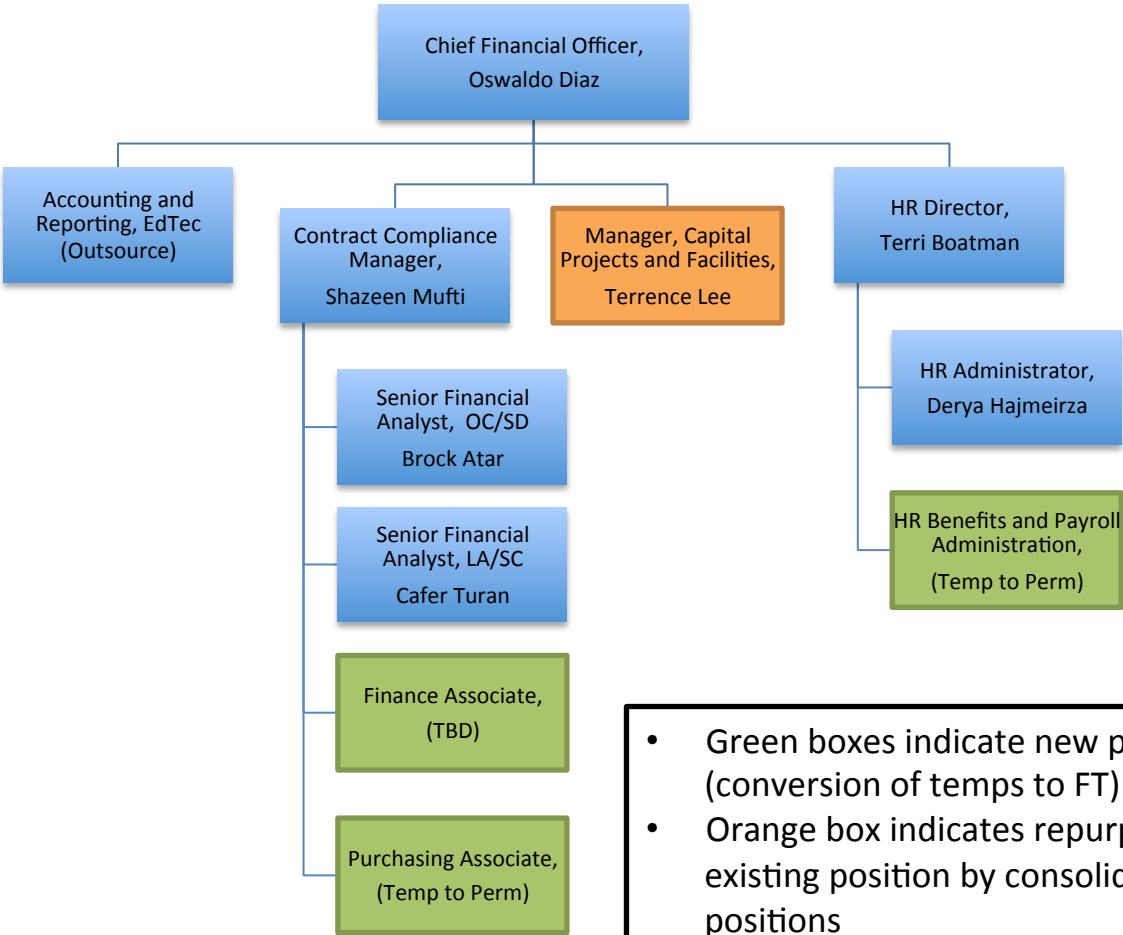 Chief Financial Officer,
Oswaldo Diaz
Accounting and
Reporting, EdTec
(Outsource)
Contract Compliance
Manager,
Shazeen Mufti
Manager, Capital
Projects and Facilities,
Terrence Lee
HR Director,
Terri Boatman
Senior Financial
Analyst, OC/SD
Brock Atar
HR Administrator,
Derya Hajmeirza
Senior Financial
Analyst, LA/SC
Cafer Turan
HR Benefits and Payroll
Administration,
(Temp to Perm)
Finance Associate,
(TBD)
Purchasing Associate,
(Temp to Perm)
• Green boxes indicate new
(conversion of temps to FT)
• Orange box indicates
existing position by
positions